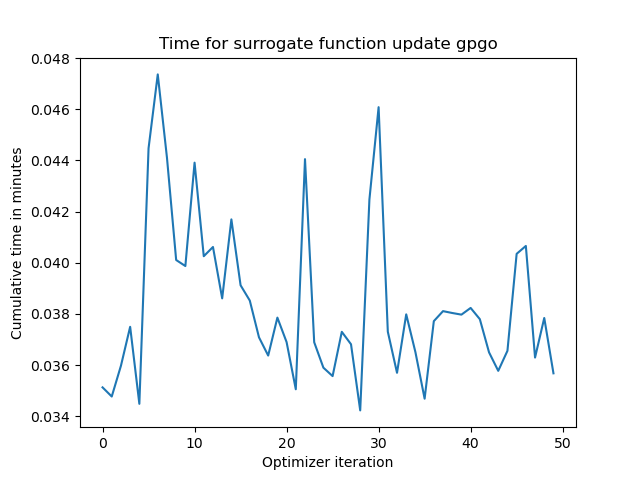 Time for surrogate function update gpgo
0.048
0.046
0.044
0.042
0.040
0.038
0.036
0.034
Cumulative time in minutes
0 10 20 30 40 50
Optimizer iteration